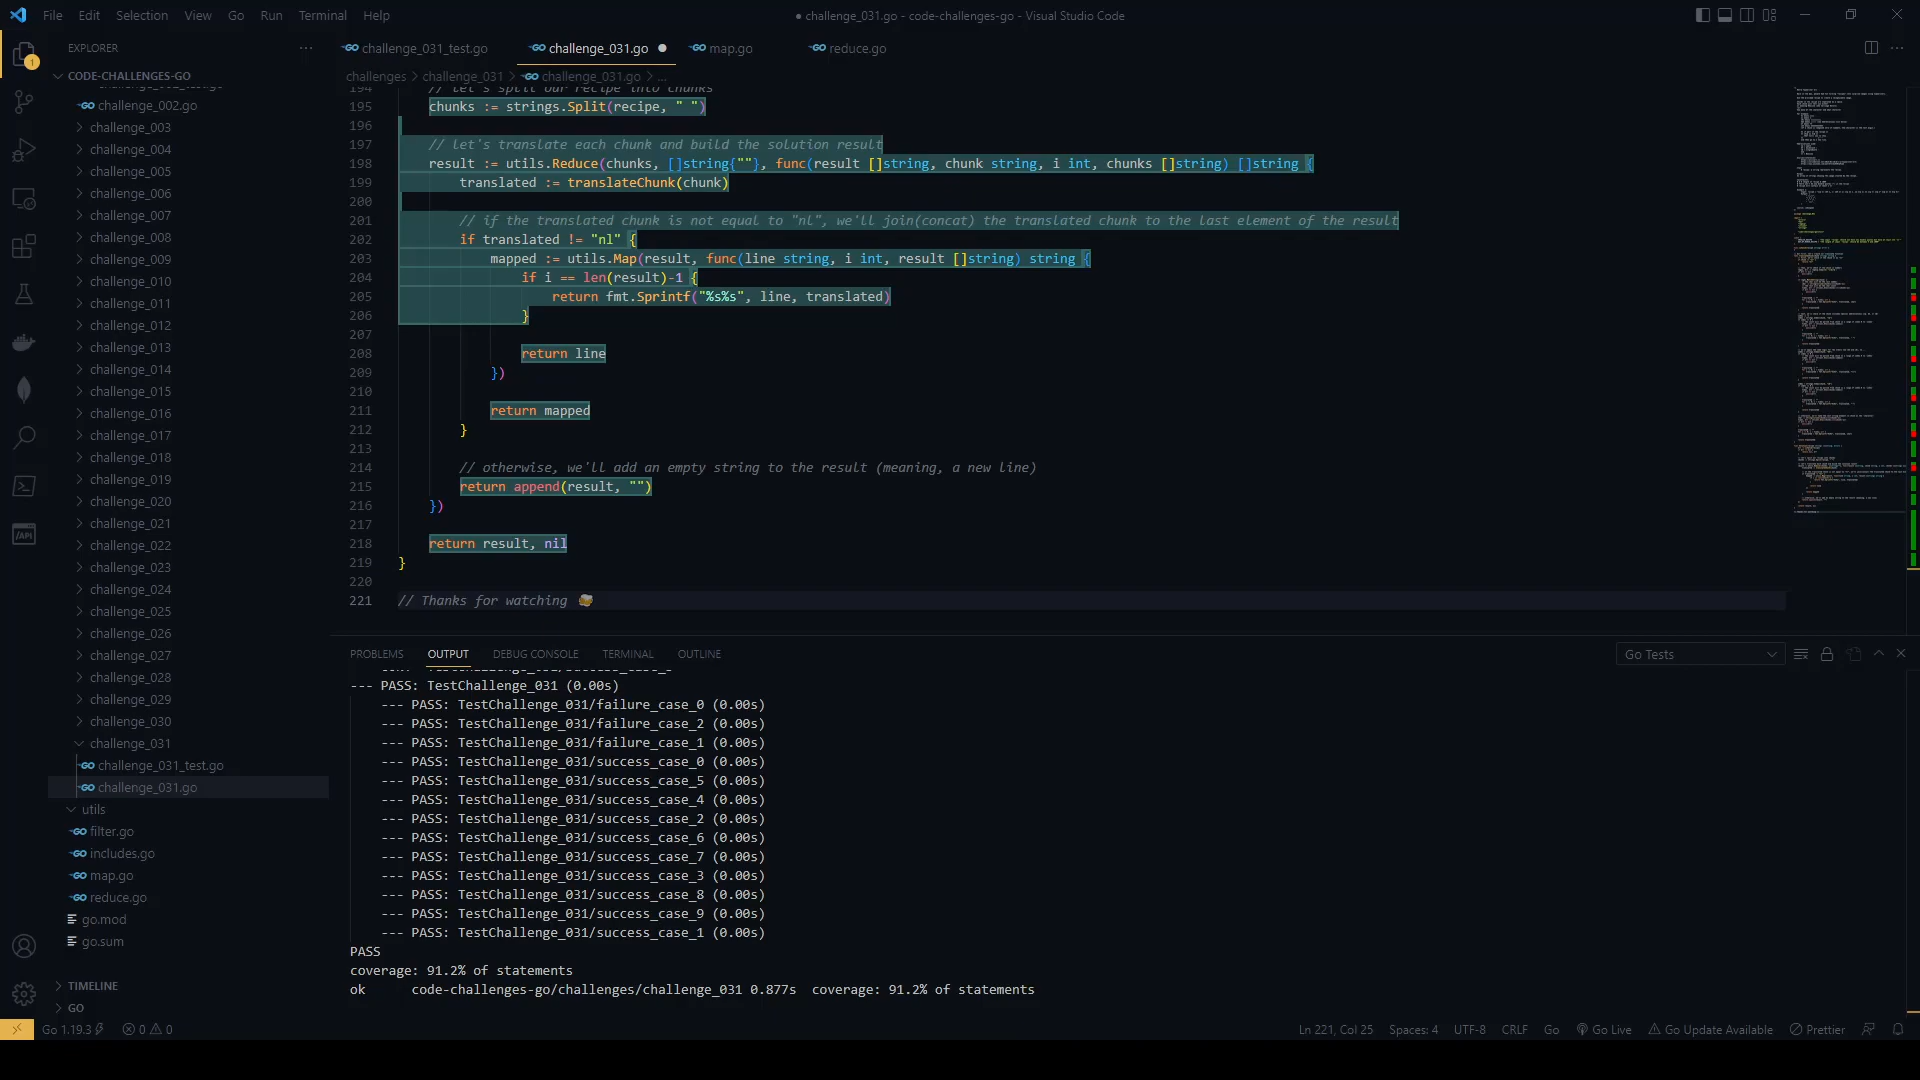 File Edit Selection View Go Run Terminal Help
● challenge_031.go - code-challenges-go - Visual Studio Code
EXPLORER
CODE-CHALLENGES-GO
challenge_002.go
challenge_003
challenge_004
challenge_005
challenge_006
challenge_007
challenge_008
challenge_009
challenge_010
challenge_011
challenge_012
challenge_013
challenge_014
challenge_015
challenge_016
challenge_017
challenge_018
challenge_019
challenge_020
challenge_021
challenge_022
challenge_023
challenge_024
challenge_025
challenge_026
challenge_027
challenge_028
challenge_029
challenge_030
challenge_031
challenge_031_test.go
challenge_031.go
utils
filter.go
includes.go
map.go
reduce.go
go.mod
go.sum
TIMELINE
GO
challenge_031_test.go challenge_031.go ● map.go reduce.go
challenges > challenge_031 > challenge_031.go > ...
194 // let's split our recipe into chunks
195 chunks := strings.Split(recipe, " ")
196
197 // let's translate each chunk and build the solution result
198 result := utils.Reduce(chunks, []string{""}, func(result []string, chunk string, i int, chunks []string) []string {
199 translated := translateChunk(chunk)
200
201 // if the translated chunk is not equal to "nl", we'll join(concat) the translated chunk to the last element of the result
202 if translated != "nl" {
203 mapped := utils.Map(result, func(line string, i int, result []string) string {
204 if i == len(result)-1 {
205 return fmt.Sprintf("%s%s", line, translated)
206 }
207
208 return line
209 })
210
211 return mapped
212 }
213
214 // otherwise, we'll add an empty string to the result (meaning, a new line)
215 return append(result, "")
216 })
217
218 return result, nil
219 }
220
221 // Thanks for watching 🍻
PROBLEMS OUTPUT DEBUG CONSOLE TERMINAL OUTLINE
Go Tests
--- PASS: TestChallenge_031 (0.00s)
--- PASS: TestChallenge_031/failure_case_0 (0.00s)
--- PASS: TestChallenge_031/failure_case_2 (0.00s)
--- PASS: TestChallenge_031/failure_case_1 (0.00s)
--- PASS: TestChallenge_031/success_case_0 (0.00s)
--- PASS: TestChallenge_031/success_case_5 (0.00s)
--- PASS: TestChallenge_031/success_case_4 (0.00s)
--- PASS: TestChallenge_031/success_case_2 (0.00s)
--- PASS: TestChallenge_031/success_case_6 (0.00s)
--- PASS: TestChallenge_031/success_case_7 (0.00s)
--- PASS: TestChallenge_031/success_case_3 (0.00s)
--- PASS: TestChallenge_031/success_case_8 (0.00s)
--- PASS: TestChallenge_031/success_case_9 (0.00s)
--- PASS: TestChallenge_031/success_case_1 (0.00s)
PASS
coverage: 91.2% of statements
ok code-challenges-go/challenges/challenge_031 0.877s coverage: 91.2% of statements
Go 1.19.3 0 0
Ln 221, Col 25 Spaces: 4 UTF-8 CRLF Go Go Live Go Update Available Prettier